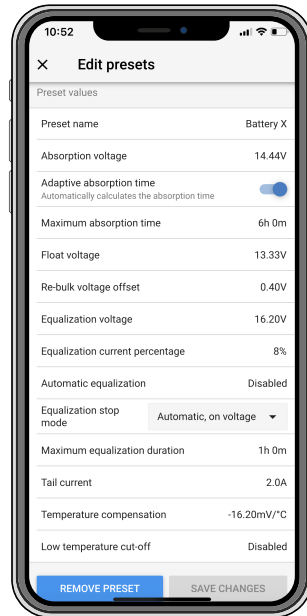 10:52
× Edit presets
Preset values
Preset name Battery X
Absorption voltage 14.44V
Adaptive absorption time
Automatically calculates the absorption time
Maximum absorption time 6h 0m
Float voltage 13.33V
Re-bulk voltage offset 0.40V
Equalization voltage 16.20V
Equalization current percentage 8%
Automatic equalization Disabled
Equalization stop
mode Automatic, on voltage
Maximum equalization duration 1h 0m
Tail current 2.0A
Temperature compensation -16.20mV/°C
Low temperature cut-off Disabled
REMOVE PRESET SAVE CHANGES